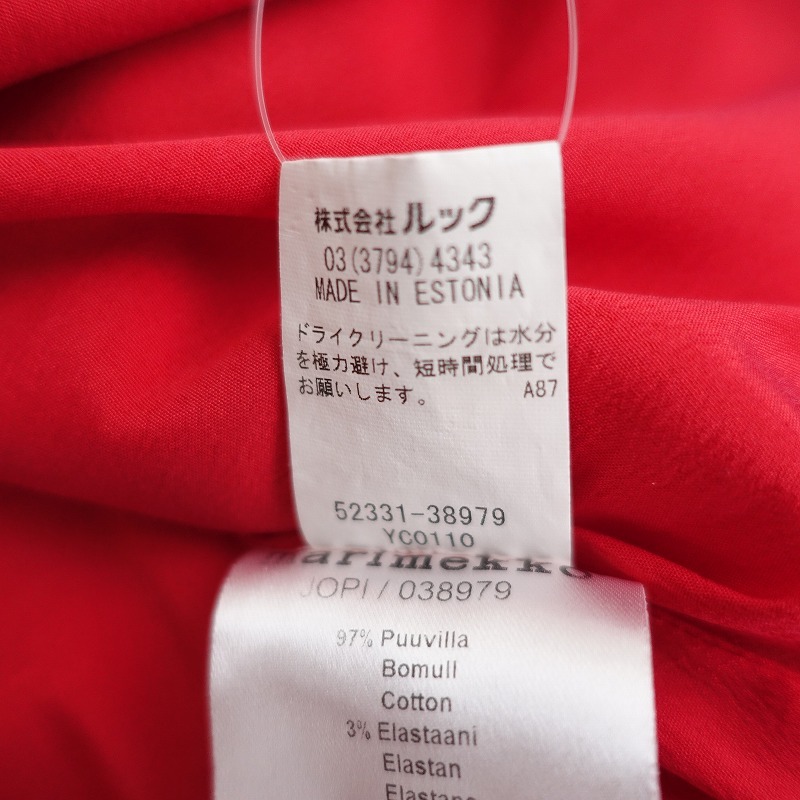 株式会社 ルック
03(3794)4343
MADE IN ESTONIA
ドライクリーニングは水分
を極力避け、短時間処理で
お願いします。 A87
52331-38979
YC0110
marimekko
JOPI / 038979
97% Puuvilla
Bomull
Cotton
3% Elastaani
Elastan
Elastane